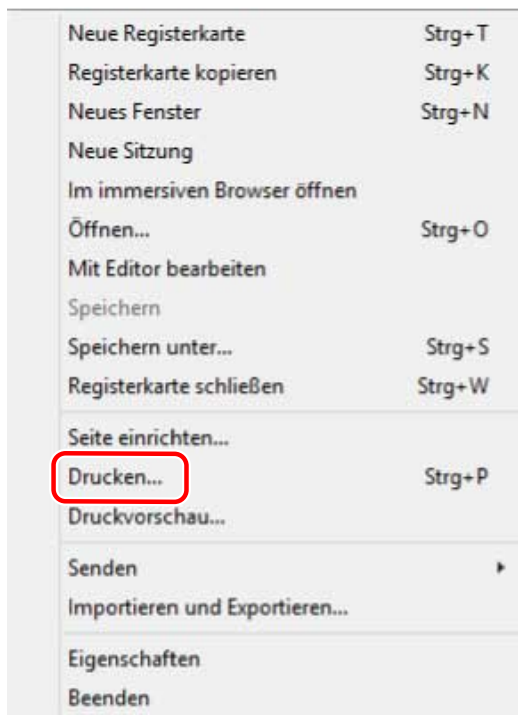 Neue Registerkarte Strg+T
Registerkarte kopieren Strg+K
Neues Fenster Strg+N
Neue Sitzung
Im immersiven Browser öffnen
Öffnen... Strg+O
Mit Editor bearbeiten
Speichern
Speichern unter... Strg+S
Registerkarte schließen Strg+W
Seite einrichten...
Drucken... Strg+P
Druckvorschau...
Senden
Importieren und Exportieren...
Eigenschaften
Beenden